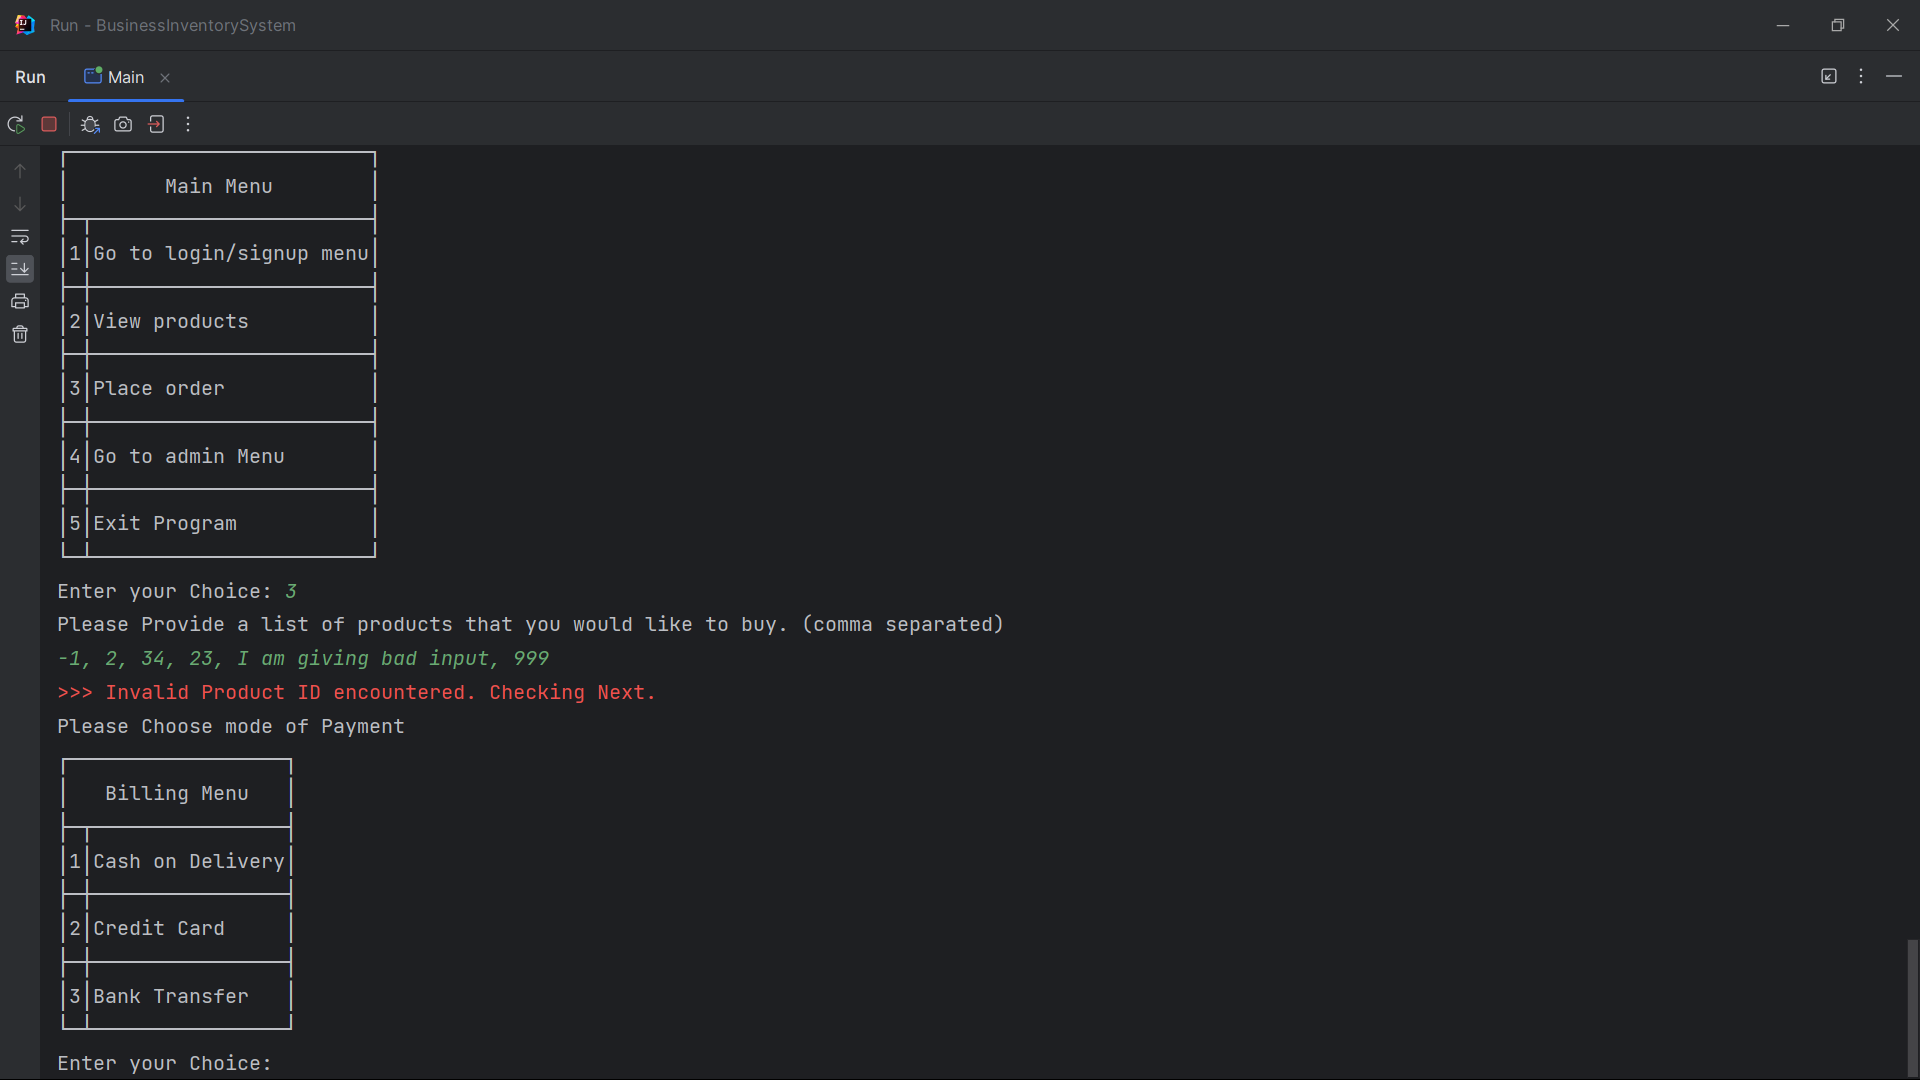 Run - BusinessInventorySystem
Run Main
Main Menu
1 Go to login/signup menu
2 View products
3 Place order
4 Go to admin Menu
5 Exit Program
Enter your Choice: 3
Please Provide a list of products that you would like to buy. (comma separated)
-1, 2, 34, 23, I am giving bad input, 999
>>> Invalid Product ID encountered. Checking Next.
Please Choose mode of Payment
Billing Menu
1 Cash on Delivery
2 Credit Card
3 Bank Transfer
Enter your Choice: